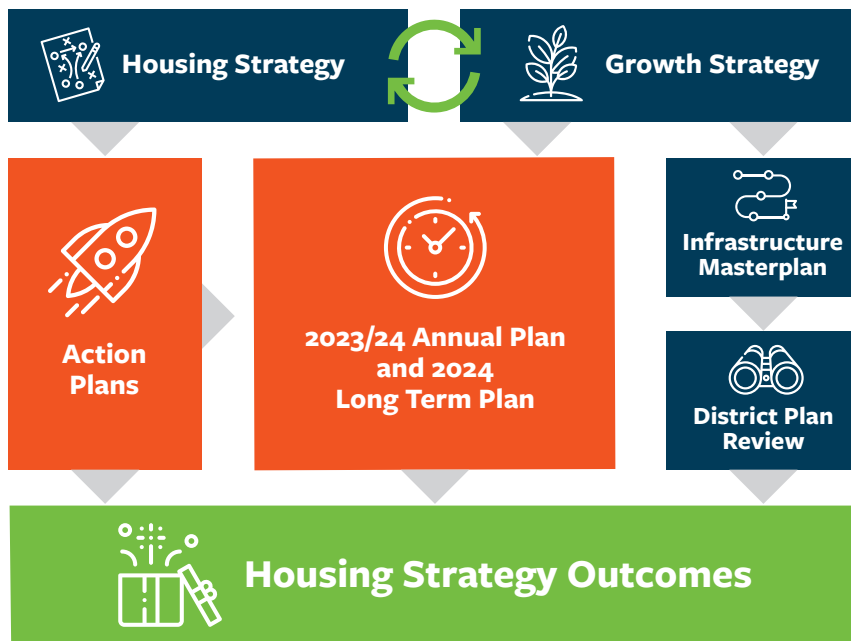 Housing Strategy
Growth Strategy
Action
Plans
2023/24 Annual Plan
and 2024
Long Term Plan
Infrastructure
Masterplan
District Plan
Review
Housing Strategy Outcomes